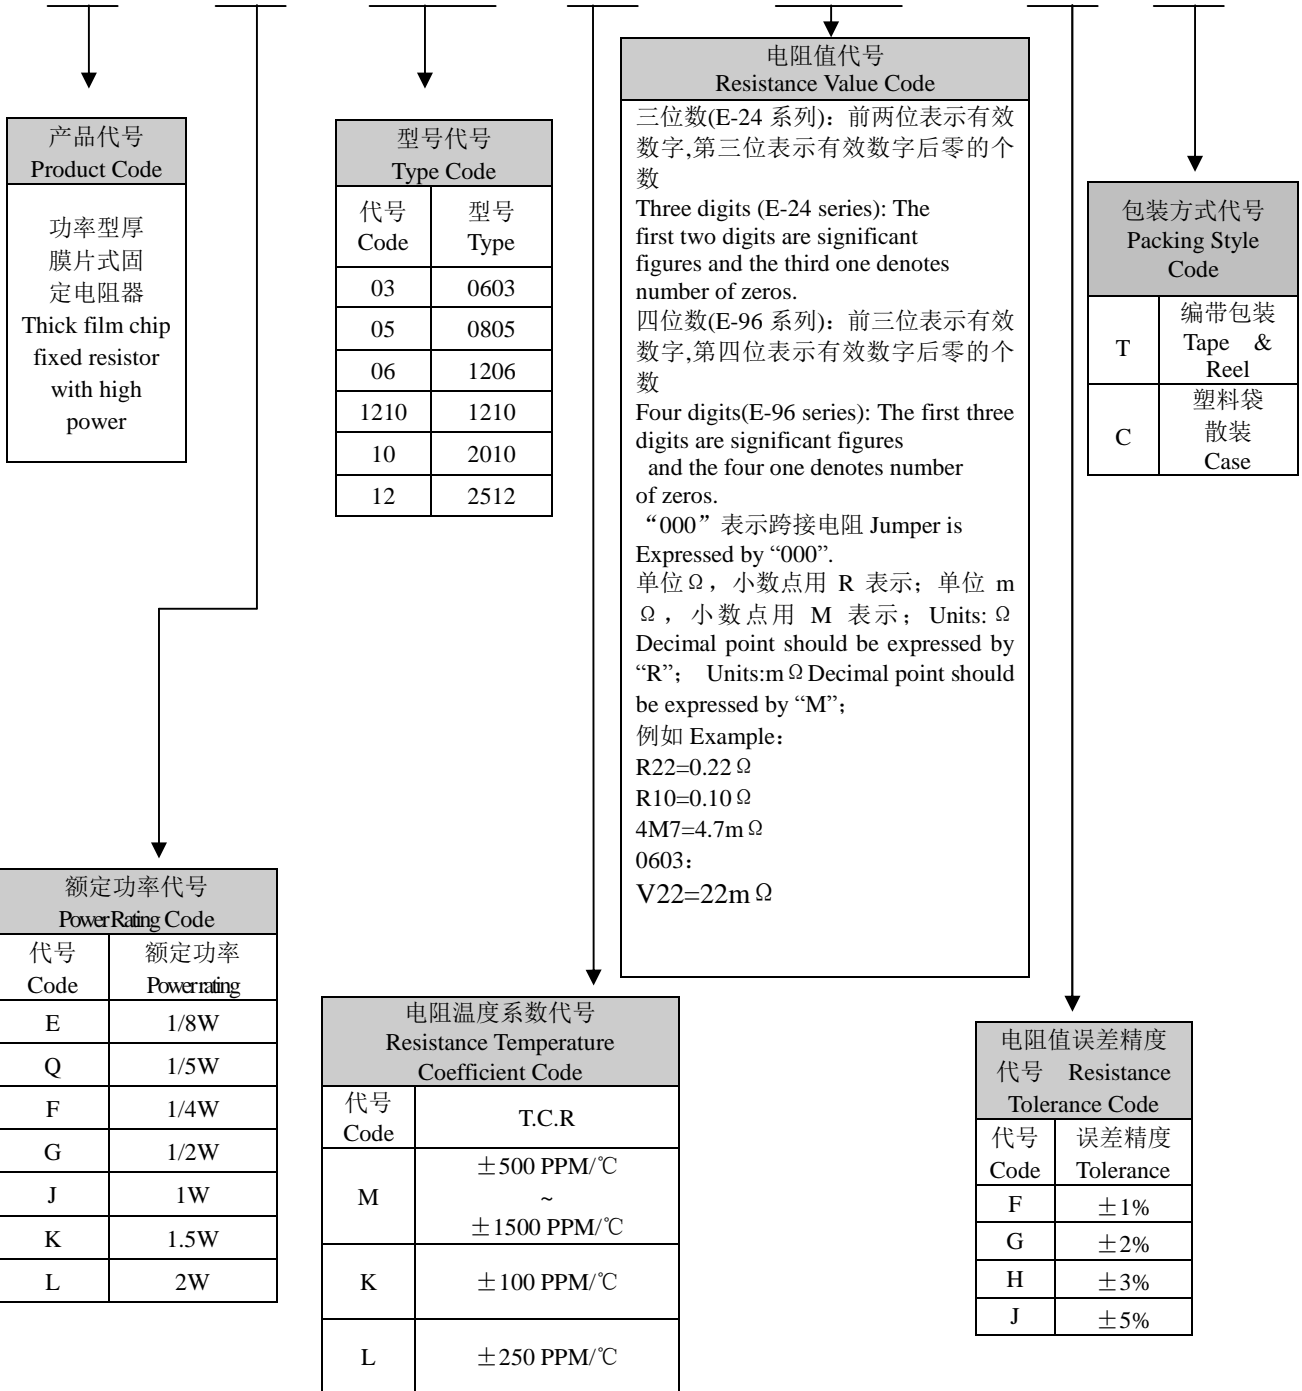 产品代号
Product Code
功率型厚
膜片式固
定电阻器
Thick film chip
fixed resistor
with high
power
型号代号
Type Code
代号 型号
Code Type
03 0603
05 0805
06 1206
1210 1210
10 2010
12 2512
电阻值代号
Resistance Value Code
三位数(E-24 系列)：前两位表示有效
数字,第三位表示有效数字后零的个
数
Three digits (E-24 series): The
first two digits are significant
figures and the third one denotes
number of zeros.
四位数(E-96 系列)：前三位表示有效
数字,第四位表示有效数字后零的个
数
Four digits(E-96 series): The first three
digits are significant figures
and the four one denotes number
of zeros.
“000”表示跨接电阻 Jumper is
Expressed by “000”.
单位Ω，小数点用 R 表示；单位 m
Ω，小数点用 M 表示；Units: Ω
Decimal point should be expressed by
“R”； Units:mΩ Decimal point should
be expressed by “M”；
例如 Example：
R22=0.22Ω
R10=0.10Ω
4M7=4.7mΩ
0603：
V22=22mΩ
包装方式代号
Packing Style
Code
T 编带包装
Tape &
Reel
C 塑料袋
散装
Case
额定功率代号
Power Rating Code
代号 额定功率
Code Power rating
E 1/8W
Q 1/5W
F 1/4W
G 1/2W
J 1W
K 1.5W
L 2W
电阻温度系数代号
Resistance Temperature
Coefficient Code
代号
Code T.C.R
M ±500 PPM/℃
~
±1500 PPM/℃
K ±100 PPM/℃
L ±250 PPM/℃
电阻值误差精度
代号 Resistance
Tolerance Code
代号 误差精度
Code Tolerance
F ±1%
G ±2%
H ±3%
J ±5%